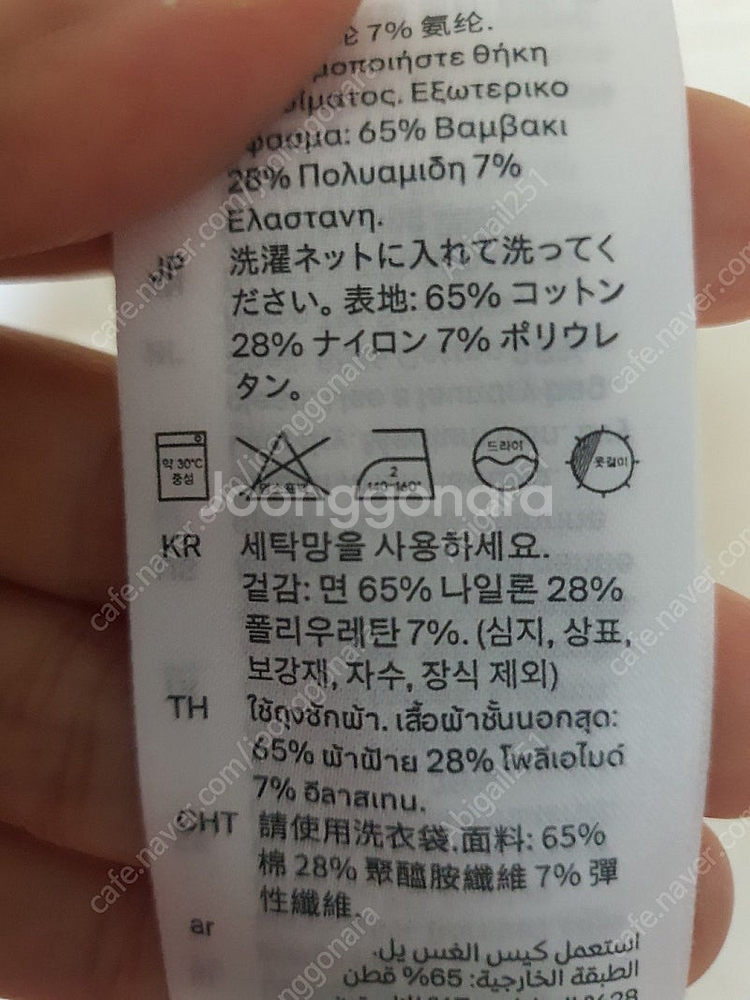 7% 氨纶.
θήκη
Εξωτερικο
65% Βαμβακι
28% Πολυαμιδη 7%
Ελαστανη.
JP 洗濯ネットに入れて洗ってく
ださい。表地: 65% コットン
28% ナイロン 7% ポリウレ
タン。
약 30℃ 중성
2
140~160°
드라이
옷걸이
Joonggonara
KR 세탁망을 사용하세요.
겉감: 면 65% 나일론 28%
폴리우레탄 7%. (심지, 상표,
보강재, 자수, 장식 제외)
TH ใช้ถุงซักผ้า. เสื้อผ้าชั้นนอกสุด:
65% ผ้าฝ้าย 28% โพลีเอไมด์
7% อีลาสเทน.
CHT 請使用洗衣袋.面料: 65%
棉 28% 聚醯胺纖維 7% 彈
性纖維.
ar استعمل كيس الغسيل.
الطبقة الخارجية: 65% قطن
cafe.naver.com/joonggonara
Abigail251